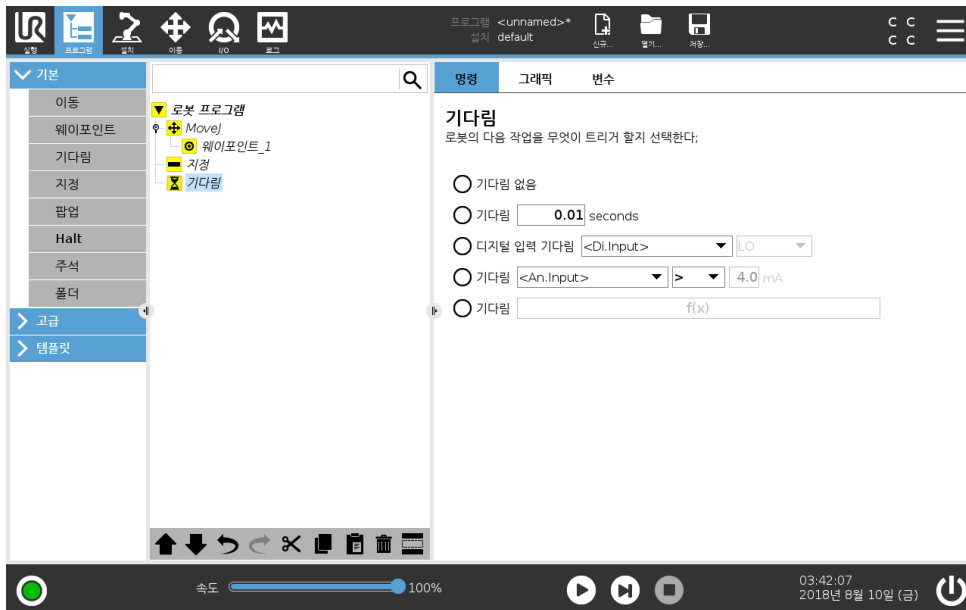 UR
실행
프로그램
설치
이동
I/O
로그
프로그램 <unnamed>*
설치 default
신규...
열기...
저장...
C C
C C
기본
이동
웨이포인트
기다림
지정
팝업
Halt
주석
폴더
고급
템플릿
로봇 프로그램
MoveJ
웨이포인트_1
지정
기다림
명령 그래픽 변수
기다림
로봇의 다음 작업을 무엇이 트리거 할지 선택한다;
기다림 없음
기다림 0.01 seconds
디지털 입력 기다림 <Di.Input> LO
기다림 <An.Input> > 4.0 mA
기다림 f(x)
속도 100%
03:42:07
2018년 8월 10일 (금)